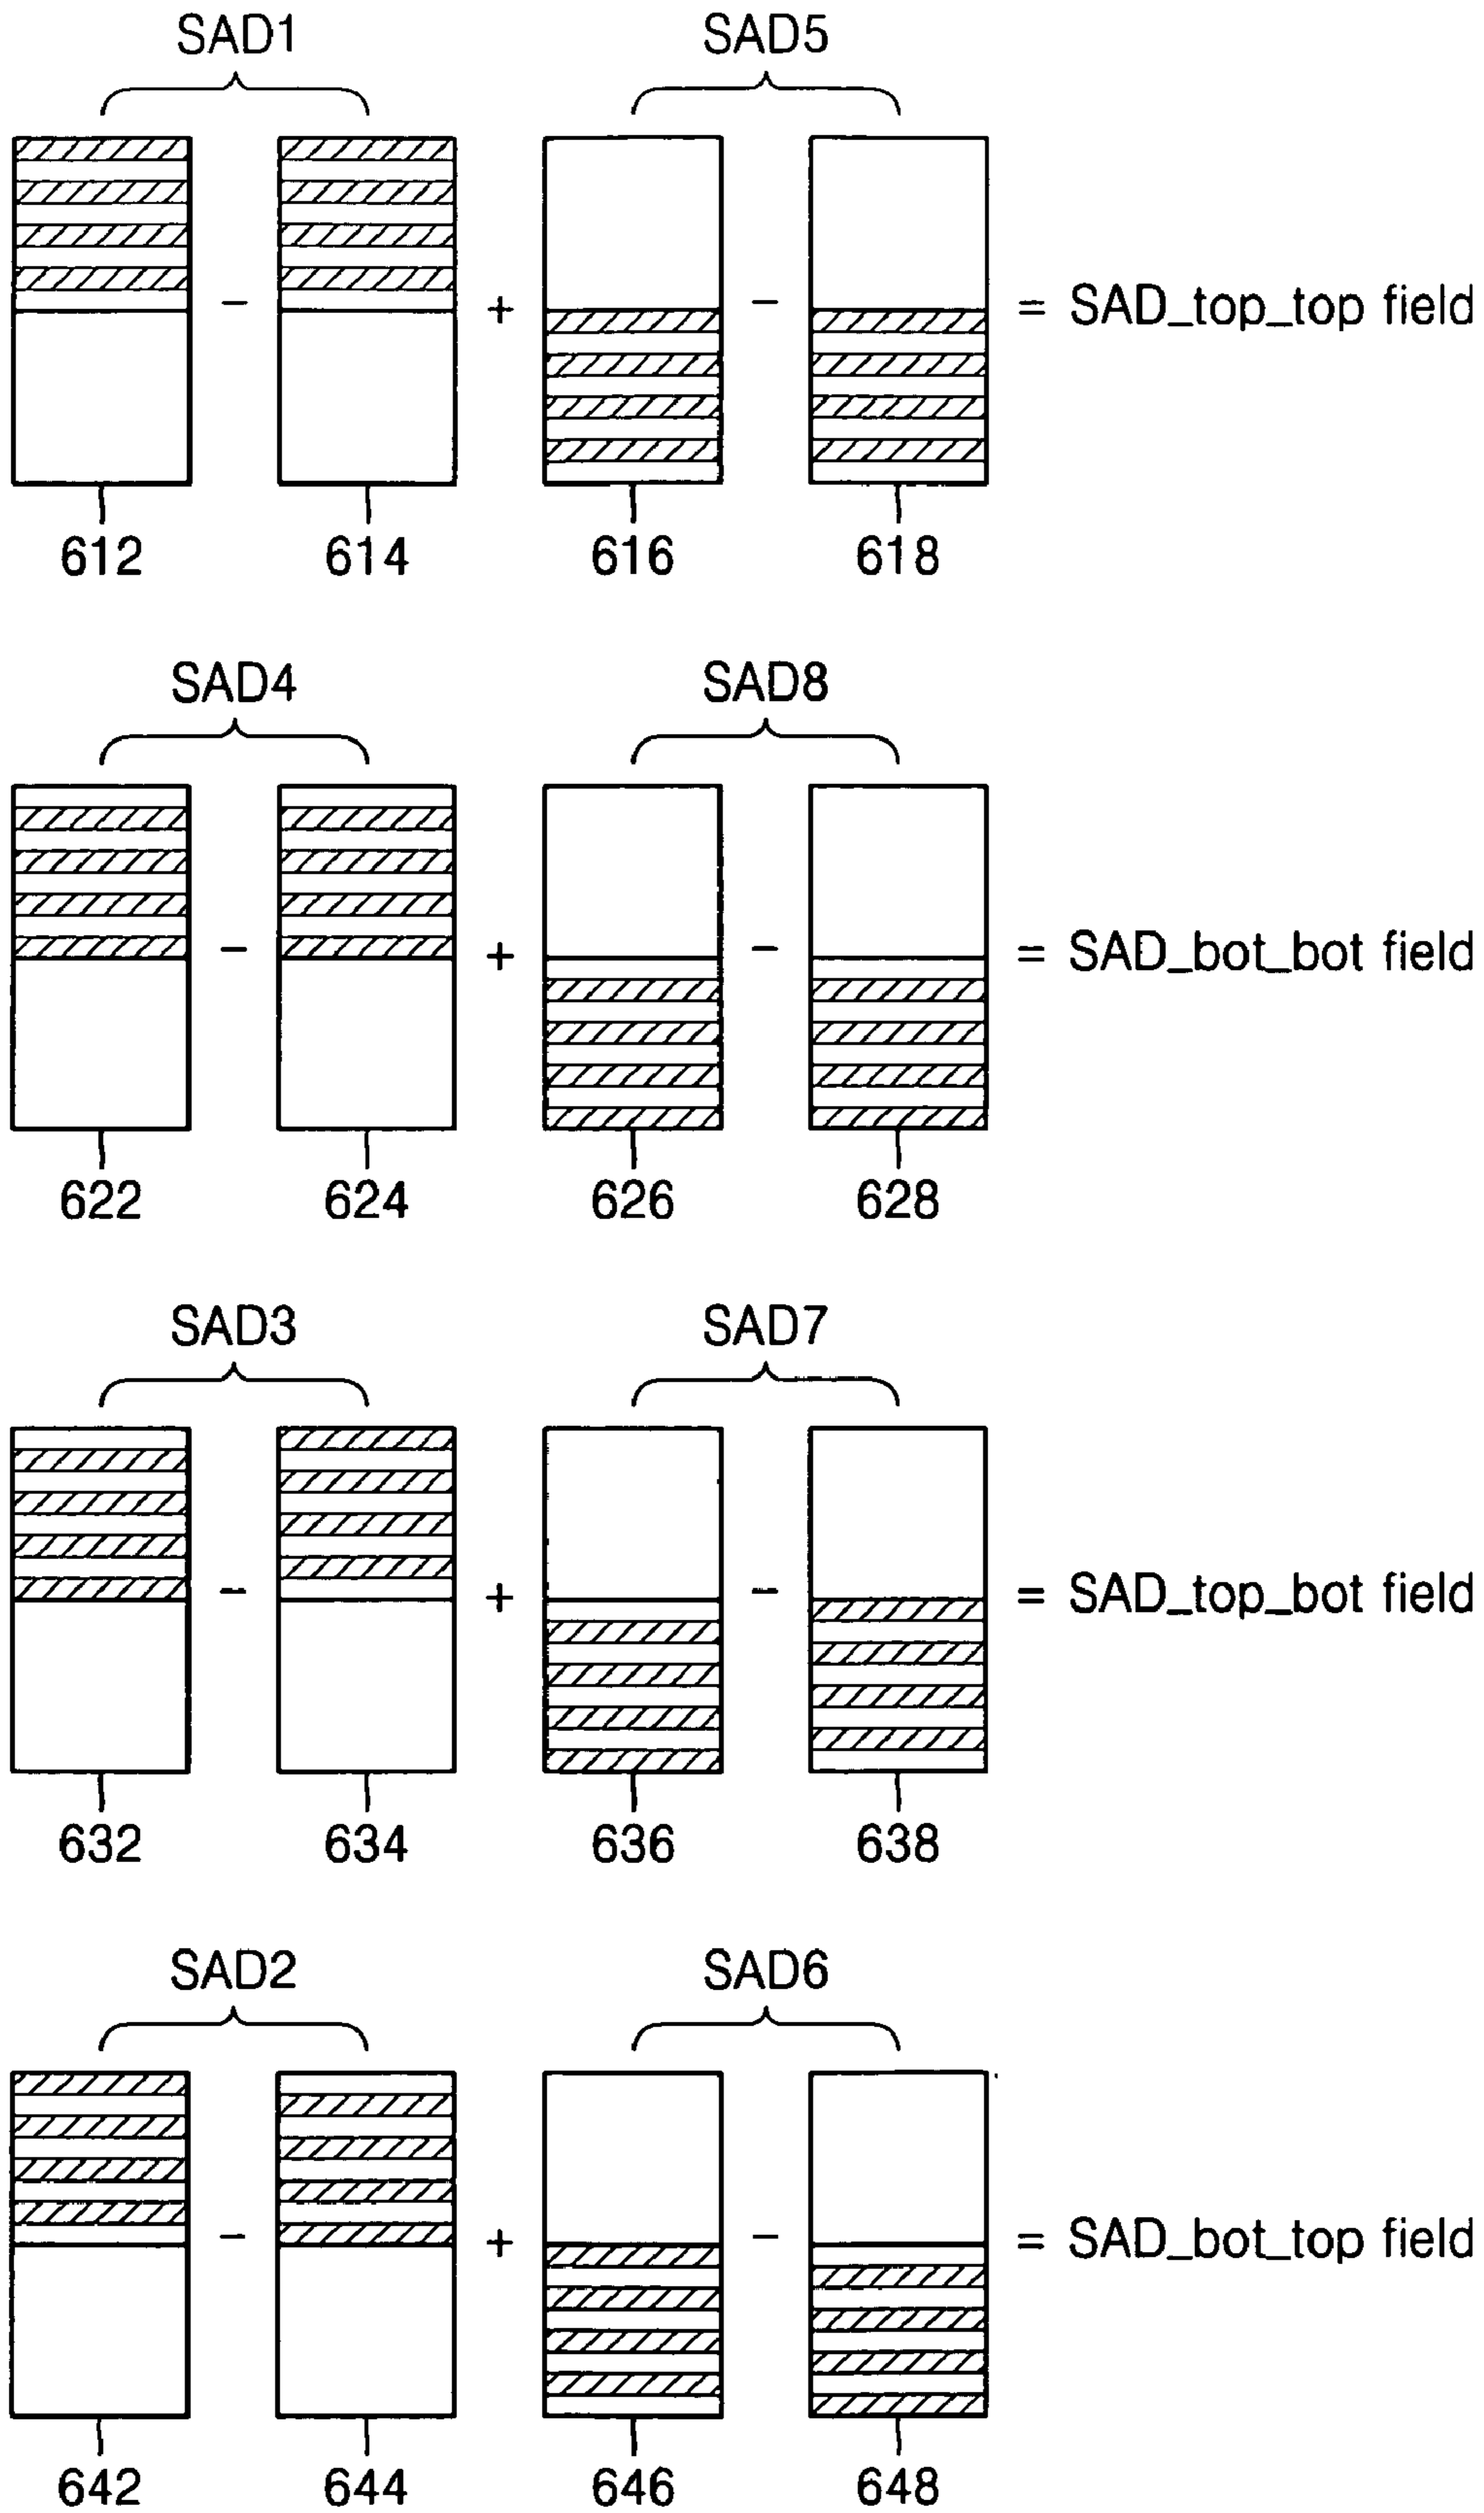 SAD1 SAD5
− + − = SAD_top_top field
612 614 616 618
SAD4 SAD8
− + − = SAD_bot_bot field
622 624 626 628
SAD3 SAD7
− + − = SAD_top_bot field
632 634 636 638
SAD2 SAD6
− + − = SAD_bot_top field
642 644 646 648